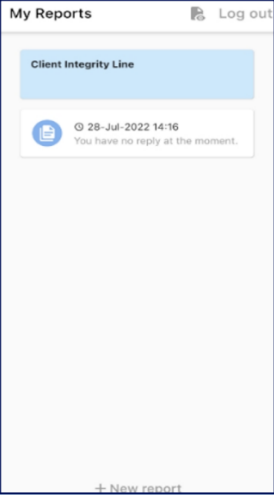 My Reports
Log out
Client Integrity Line
28-Jul-2022 14:16
You have no reply at the moment.
+ New report